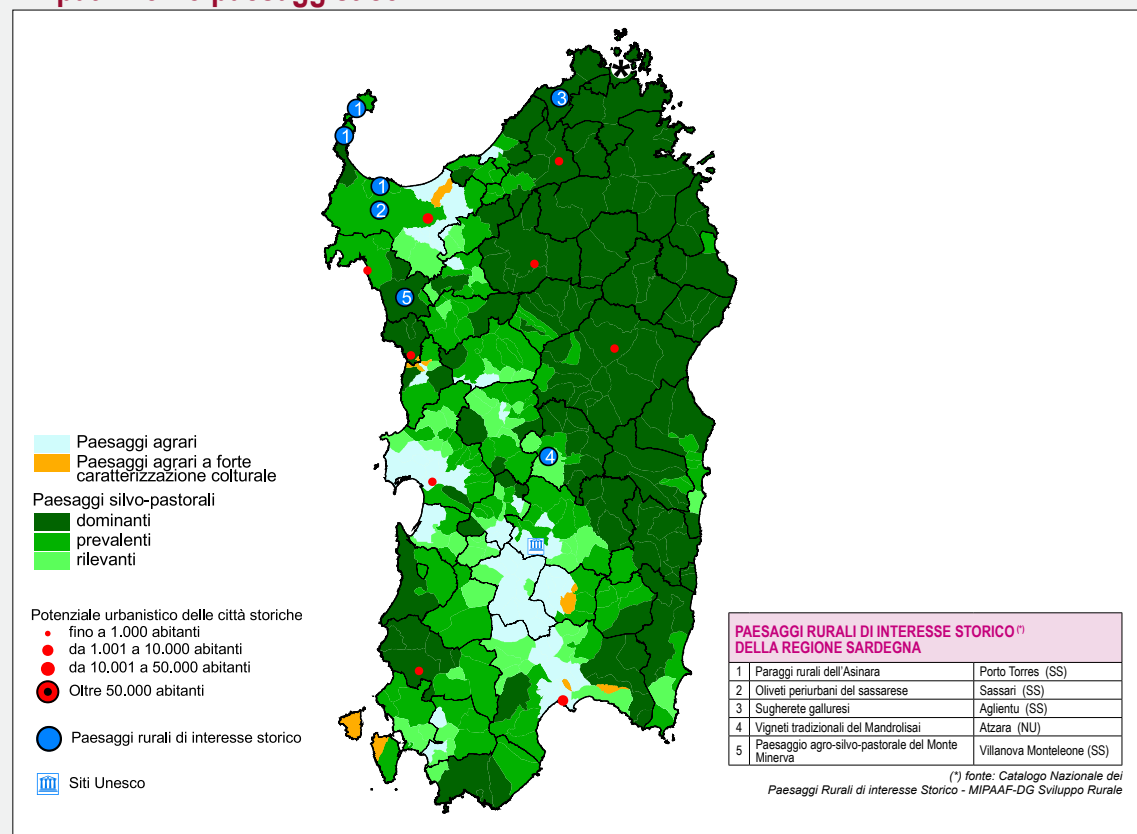 3
1
1
1
2
5
4
Paesaggi agrari
Paesaggi agrari a forte
caratterizzazione colturale
Paesaggi silvo-pastorali
dominanti
prevalenti
rilevanti
Potenziale urbanistico delle città storiche
fino a 1.000 abitanti
da 1.001 a 10.000 abitanti
da 10.001 a 50.000 abitanti
Oltre 50.000 abitanti
Paesaggi rurali di interesse storico
Siti Unesco
PAESAGGI RURALI DI INTERESSE STORICO (*)
DELLA REGIONE SARDEGNA
1 Paraggi rurali dell'Asinara Porto Torres (SS)
2 Oliveti periurbani del sassarese Sassari (SS)
3 Sugherete galluresi Aglientu (SS)
4 Vigneti tradizionali del Mandrolisai Atzara (NU)
5 Paesaggio agro-silvo-pastorale del Monte
Minerva Villanova Monteleone (SS)
(*) fonte: Catalogo Nazionale dei
Paesaggi Rurali di interesse Storico - MIPAAF-DG Sviluppo Rurale